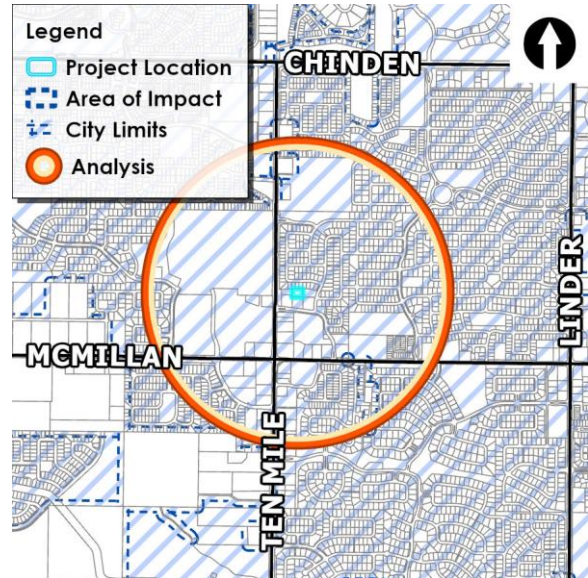 Legend
Project Location
Area of Impact
City Limits
Analysis
CHINDEN
LINDER
MCMILLAN
TEN MILE